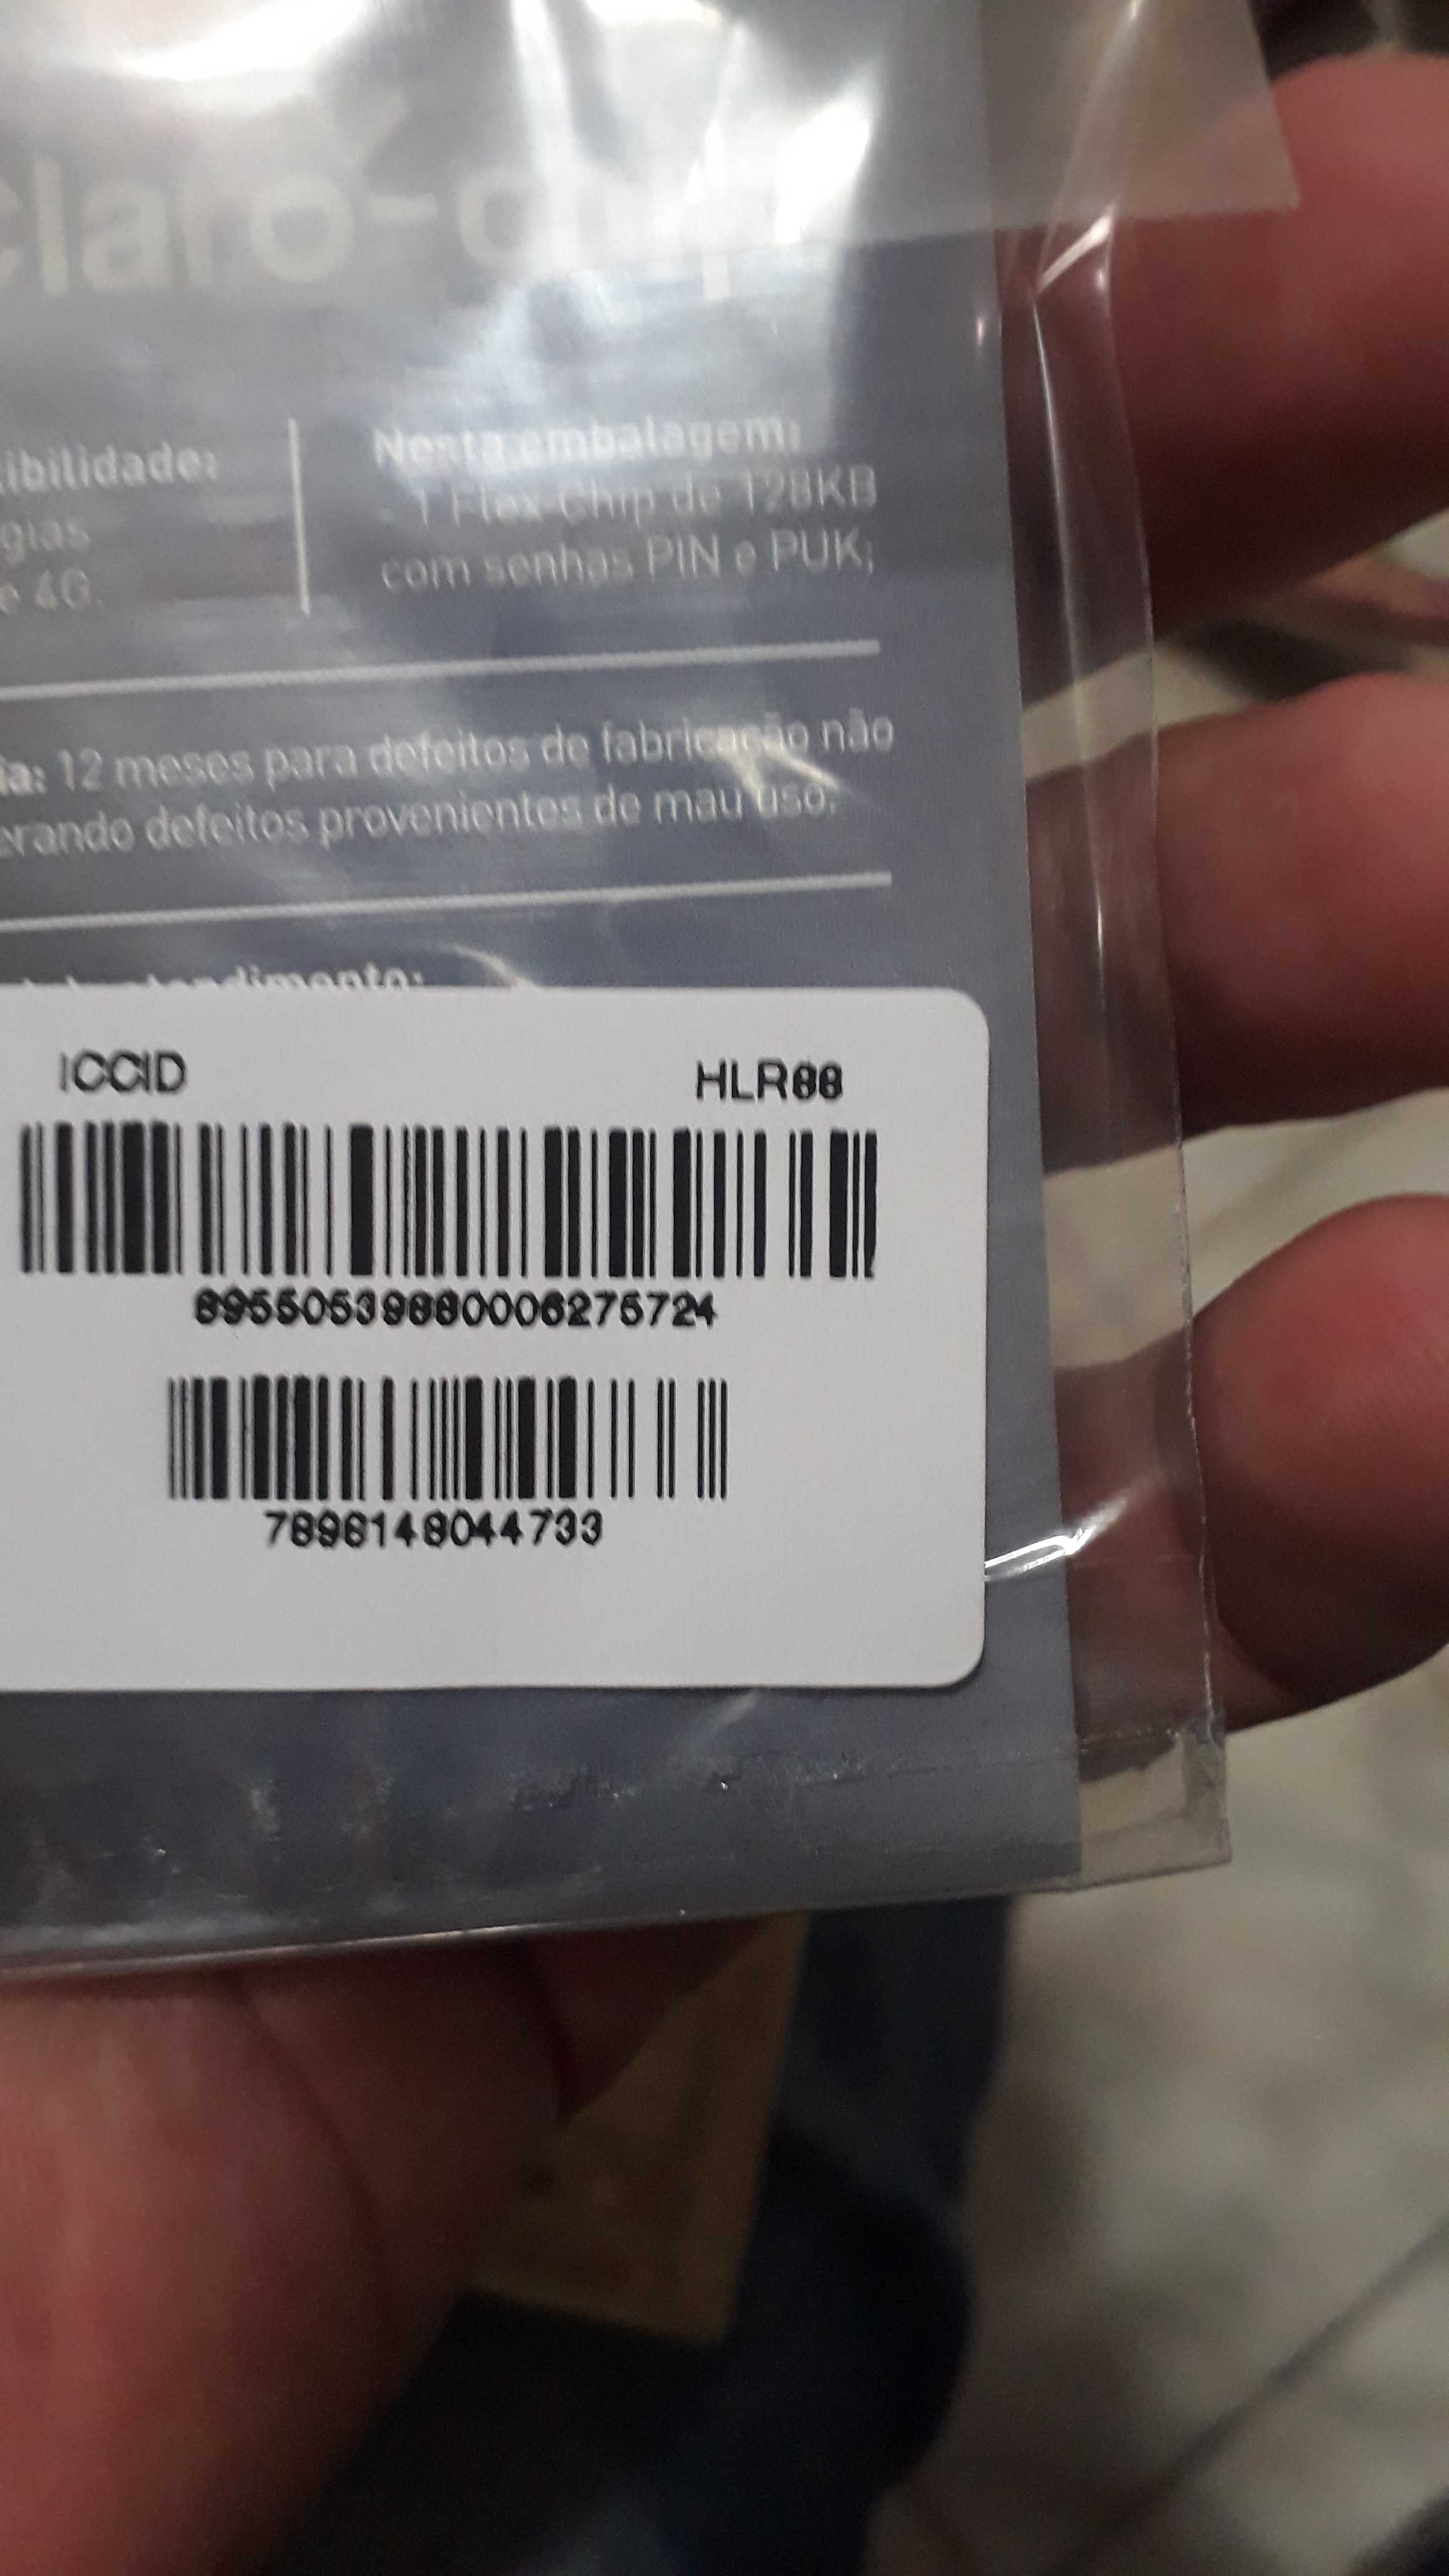 claro-chip
ibilidade:
gias
e 4G.
Nesta embalagem:
1 Flex Chip de 128KB
com senhas PIN e PUK;
ia: 12 meses para defeitos de fabricação não
erando defeitos provenientes de mau uso.
atendimento:
ICCID HLR88
89550539880006275724
7898148044733